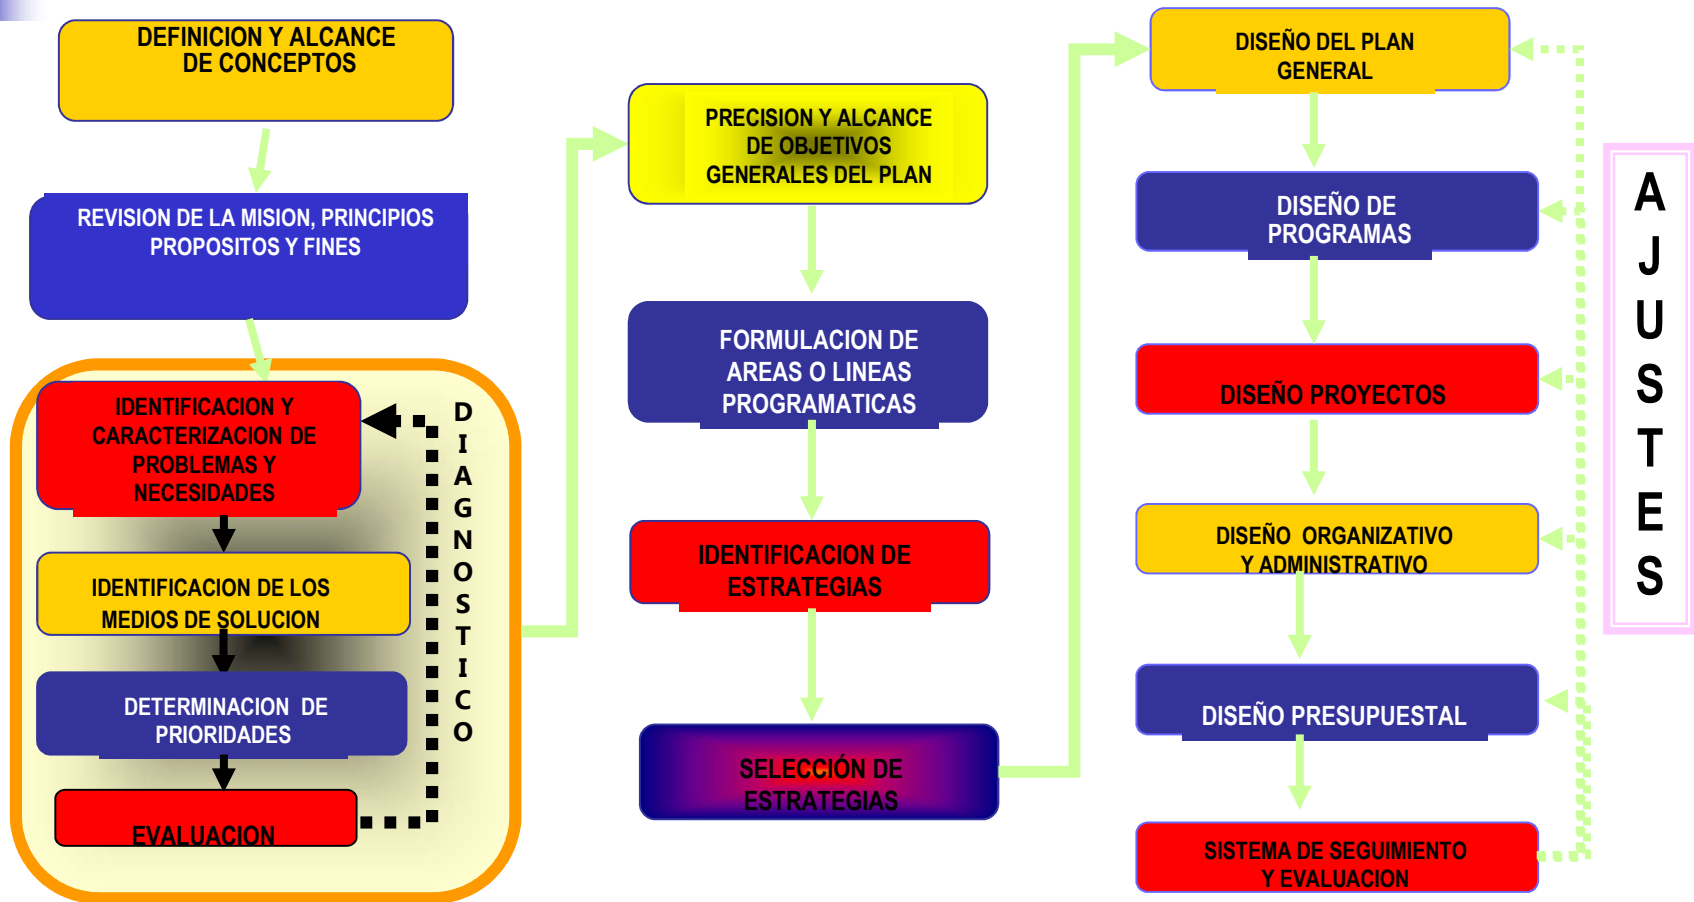 DEFINICION Y ALCANCE
DE CONCEPTOS
REVISION DE LA MISION, PRINCIPIOS
PROPOSITOS Y FINES
IDENTIFICACION Y
CARACTERIZACION DE
PROBLEMAS Y
NECESIDADES
IDENTIFICACION DE LOS
MEDIOS DE SOLUCION
DETERMINACION DE
PRIORIDADES
EVALUACION
D
I
A
G
N
O
S
T
I
C
O
PRECISION Y ALCANCE
DE OBJETIVOS
GENERALES DEL PLAN
FORMULACION DE
AREAS O LINEAS
PROGRAMATICAS
IDENTIFICACION DE
ESTRATEGIAS
SELECCIÓN DE
ESTRATEGIAS
DISEÑO DEL PLAN
GENERAL
DISEÑO DE
PROGRAMAS
DISEÑO PROYECTOS
DISEÑO ORGANIZATIVO
Y ADMINISTRATIVO
DISEÑO PRESUPUESTAL
SISTEMA DE SEGUIMIENTO
Y EVALUACION
A
J
U
S
T
E
S